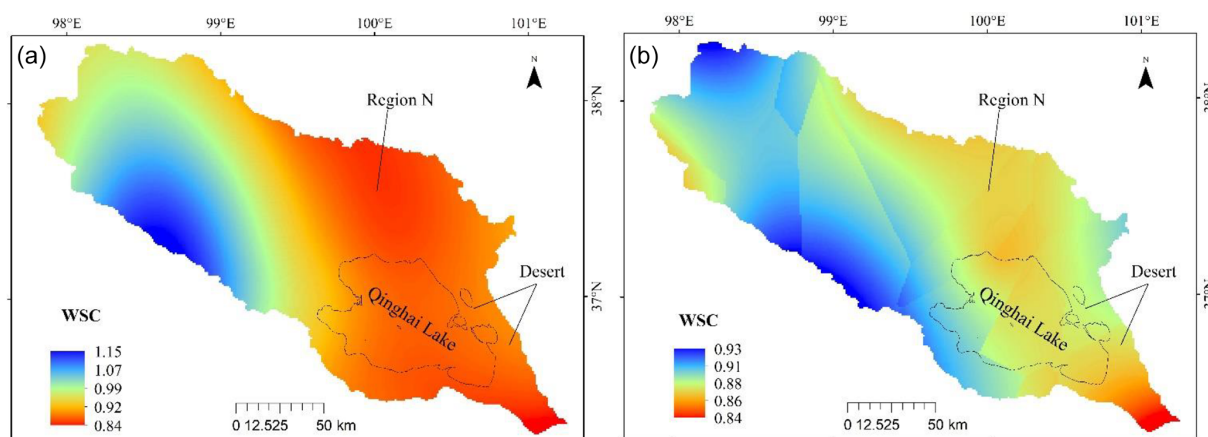 98°E 99°E 100°E 101°E
(a)
N
Region N
38°N
Desert
37°N
Qinghai Lake
WSC
1.15
1.07
0.99
0.92
0.84
0 12.525 50 km
98°E 99°E 100°E 101°E
(b)
N
Region N
38°N
Desert
37°N
Qinghai Lake
WSC
0.93
0.91
0.88
0.86
0.84
0 12.525 50 km